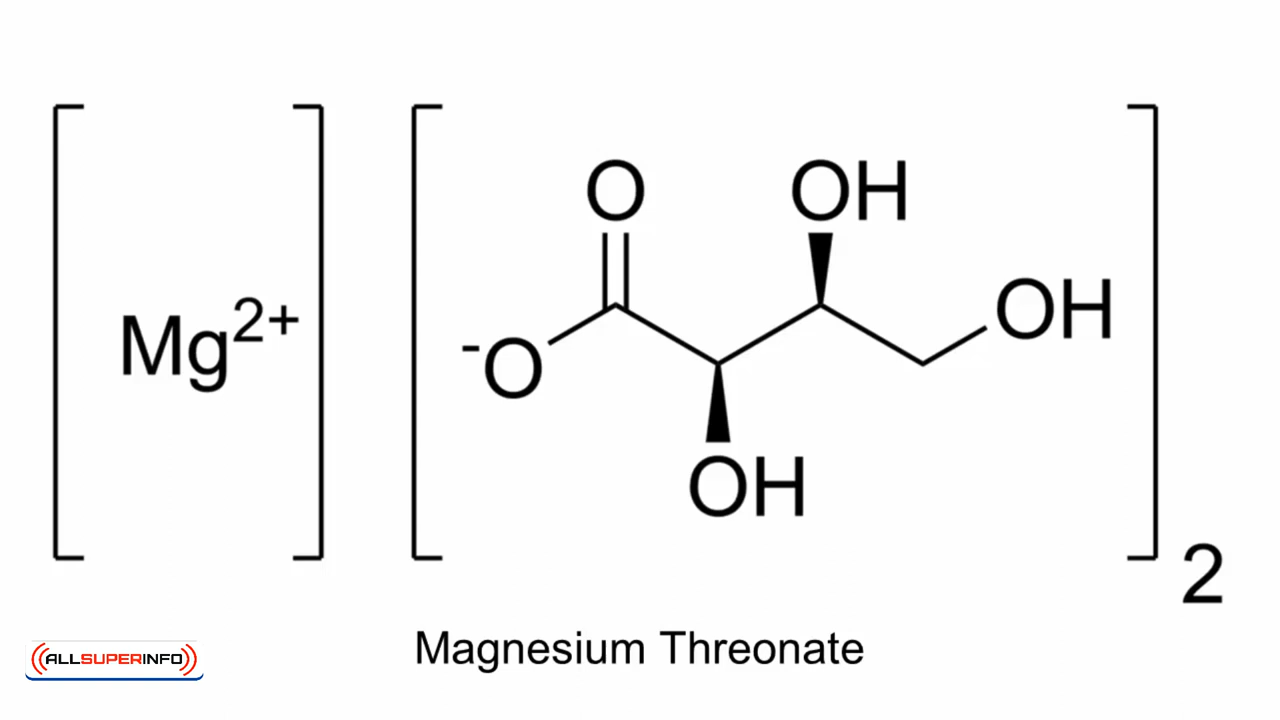 O
OH
Mg2+
-O
OH
OH
2
Magnesium Threonate
ALLSUPERINFO